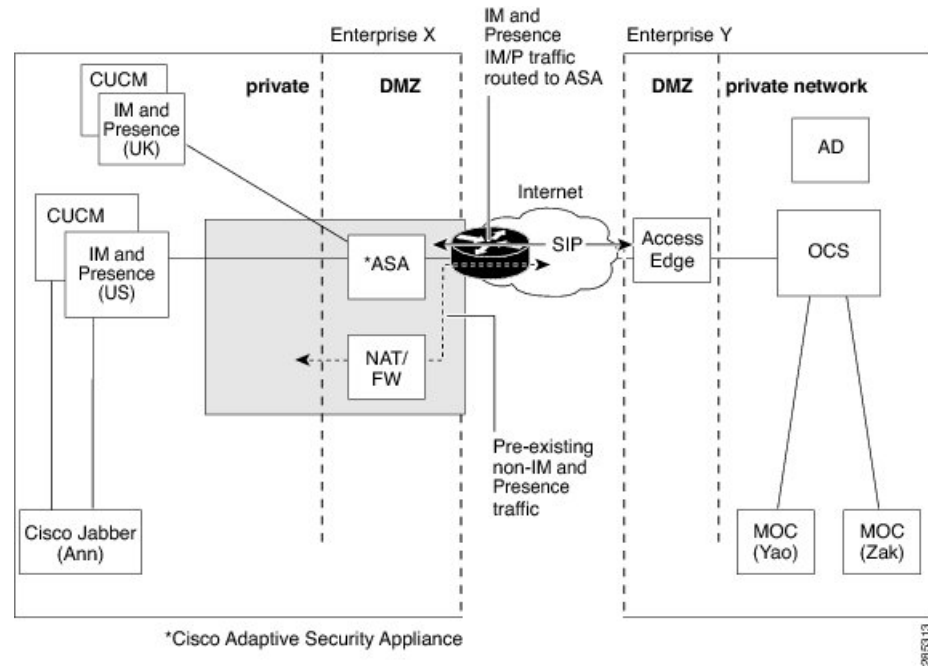 Enterprise X
IM and
Presence
IM/P traffic
routed to ASA
Enterprise Y
private
DMZ
DMZ
private network
CUCM
IM and
Presence
(UK)
CUCM
IM and
Presence
(US)
*ASA
NAT/
FW
Internet
SIP
Access
Edge
AD
OCS
Pre-existing
non-IM and
Presence
traffic
Cisco Jabber
(Ann)
MOC
(Yao)
MOC
(Zak)
*Cisco Adaptive Security Appliance
285313